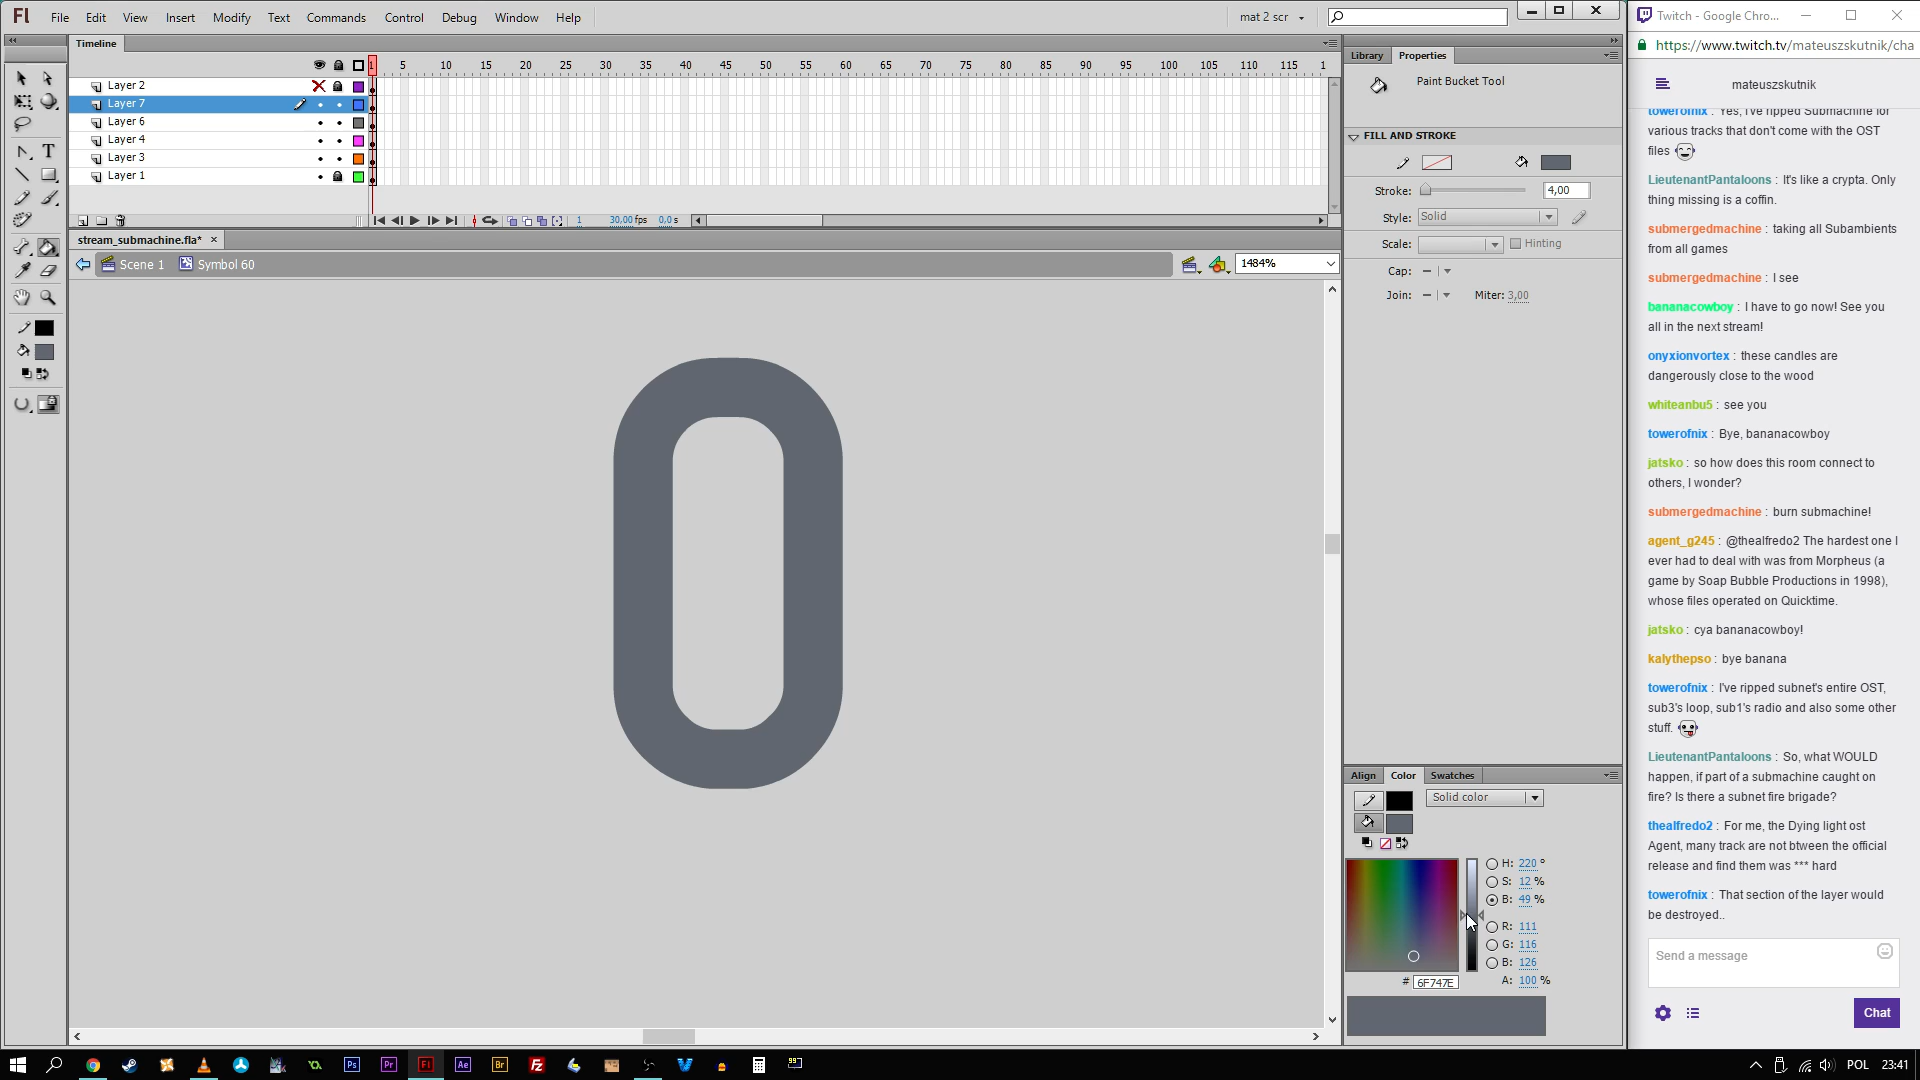 Fl File Edit View Insert Modify Text Commands Control Debug Window Help
mat 2 scr
Timeline
1 5 10 15 20 25 30 35 40 45 50 55 60 65 70 75 80 85 90 95 100 105 110 115 1
Layer 2
Layer 7
Layer 6
Layer 4
Layer 3
Layer 1
1 30,00 fps 0,0 s
stream_submachine.fla*
Scene 1 Symbol 60
1484%
Library Properties
Paint Bucket Tool
FILL AND STROKE
Stroke: 4,00
Style: Solid
Scale: Hinting
Cap:
Join: Miter: 3,00
Align Color Swatches
Solid color
H: 220 °
S: 12 %
B: 49 %
R: 111
G: 116
B: 126
# 6F747E A: 100 %
Twitch - Google Chro...
https://www.twitch.tv/mateuszskutnik/cha
mateuszskutnik
towerofnix : Yes, I've ripped Submachine for
various tracks that don't come with the OST
files
LieutenantPantaloons : It's like a crypta. Only
thing missing is a coffin.
submergedmachine : taking all Subambients
from all games
submergedmachine : I see
bananacowboy : I have to go now! See you
all in the next stream!
onyxionvortex : these candles are
dangerously close to the wood
whiteanbu5 : see you
towerofnix : Bye, bananacowboy
jatsko : so how does this room connect to
others, I wonder?
submergedmachine : burn submachine!
agent_g245 : @thealfredo2 The hardest one I
ever had to deal with was from Morpheus (a
game by Soap Bubble Productions in 1998),
whose files operated on Quicktime.
jatsko : cya bananacowboy!
kalythepso : bye banana
towerofnix : I've ripped subnet's entire OST,
sub3's loop, sub1's radio and also some other
stuff.
LieutenantPantaloons : So, what WOULD
happen, if part of a submachine caught on
fire? Is there a subnet fire brigade?
thealfredo2 : For me, the Dying light ost
Agent, many track are not btween the official
release and find them was *** hard
towerofnix : That section of the layer would
be destroyed..
Send a message
Chat
Ps Pr Fl Ae Br Fz
POL 23:41